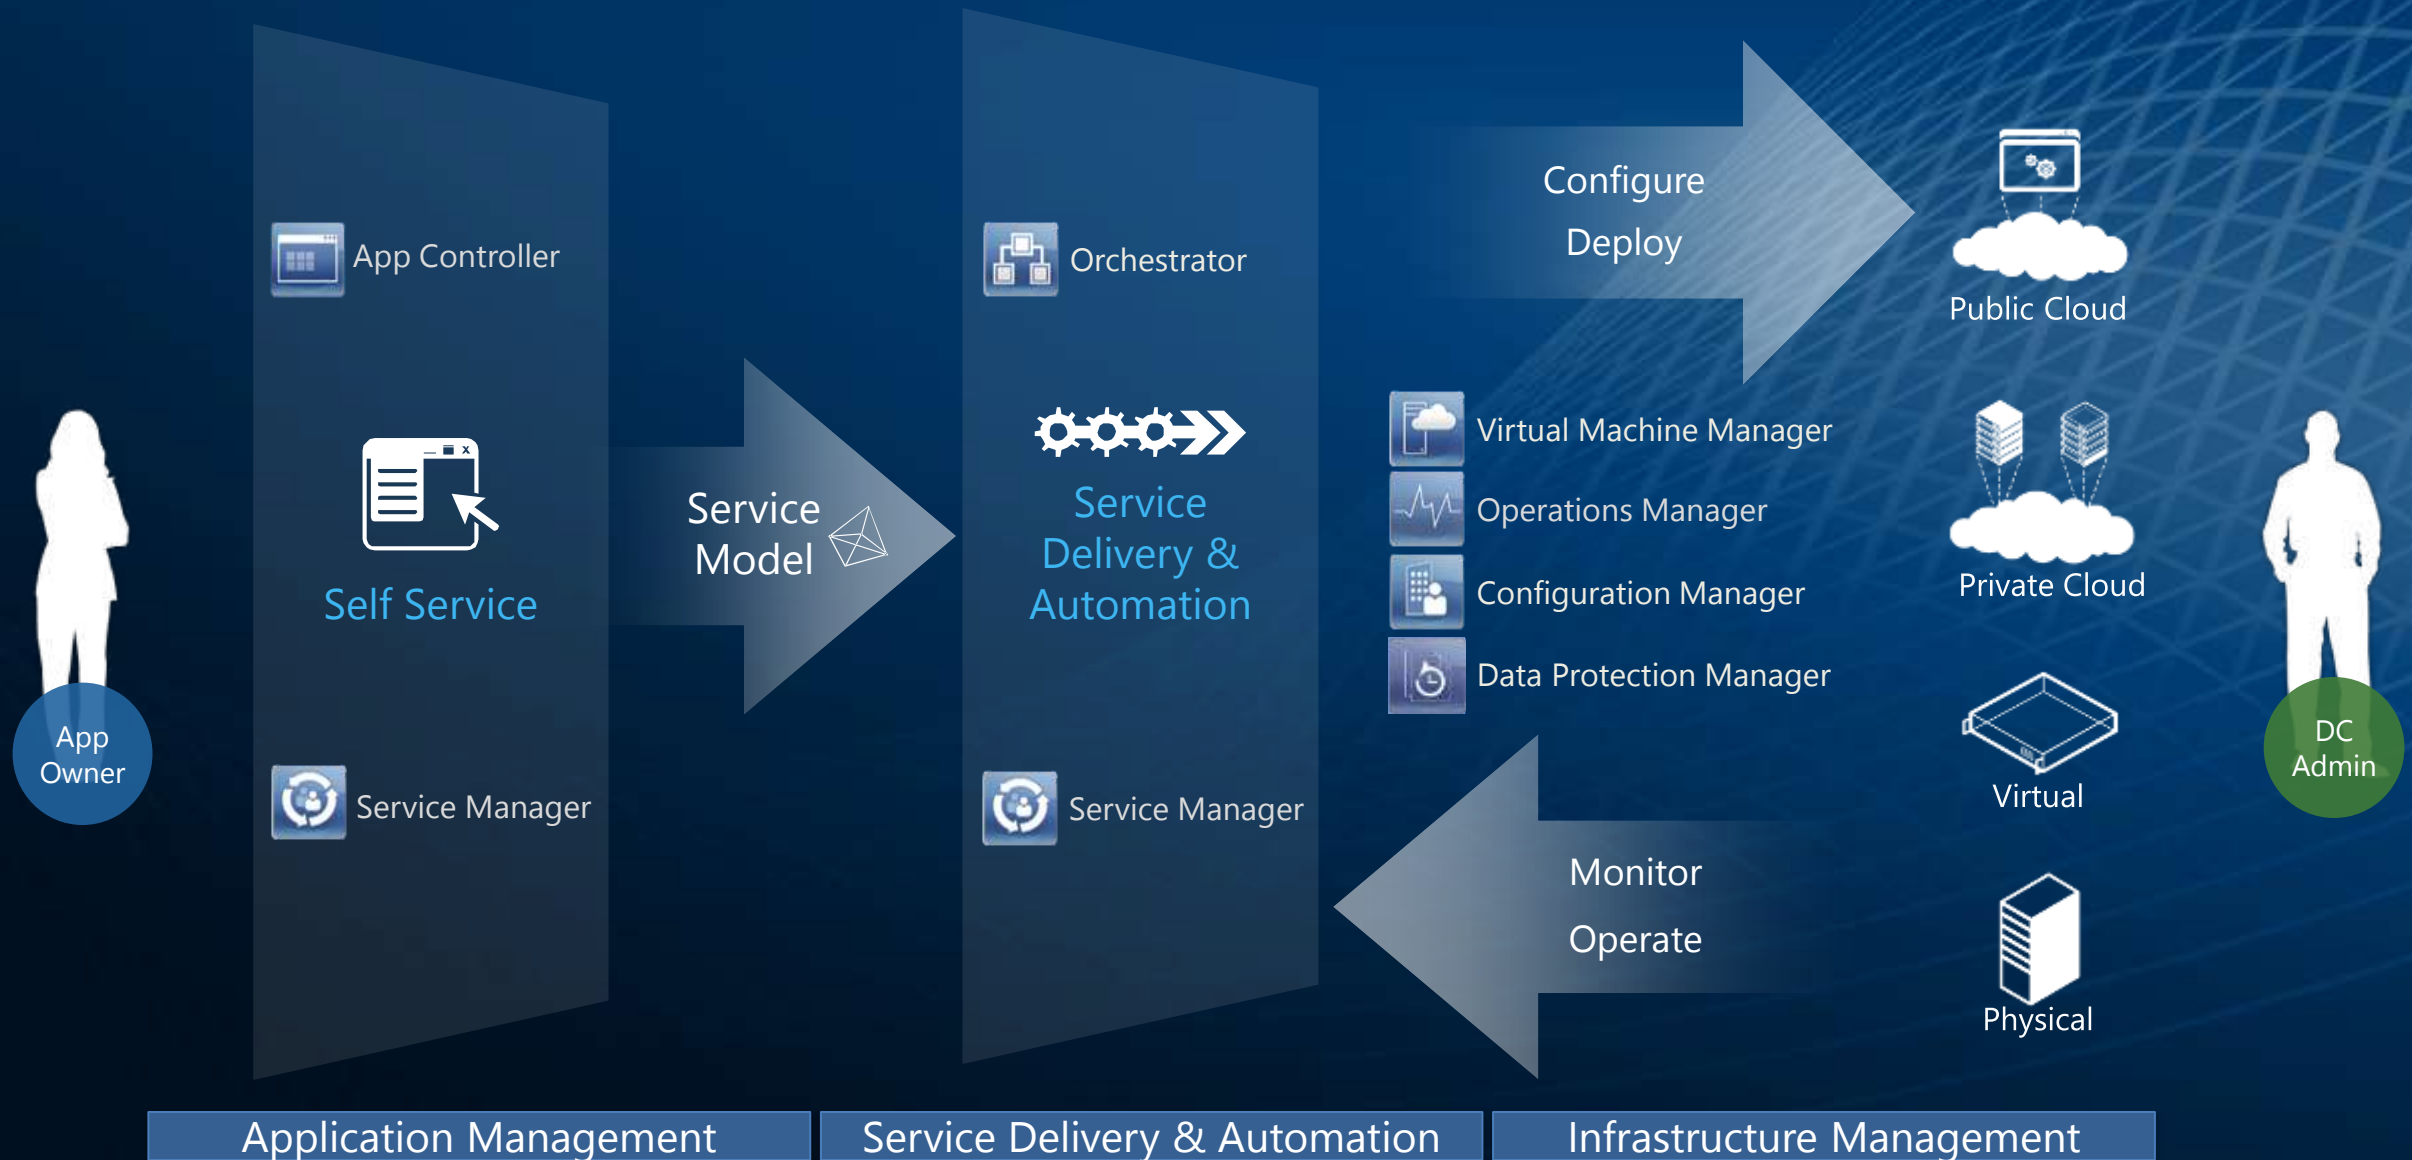 App Controller
Self Service
Service Manager
App
Owner
Service
Model
Orchestrator
Service
Delivery &
Automation
Service Manager
Configure
Deploy
Virtual Machine Manager
Operations Manager
Configuration Manager
Data Protection Manager
Monitor
Operate
Public Cloud
Private Cloud
Virtual
Physical
DC
Admin
Application Management
Service Delivery & Automation
Infrastructure Management